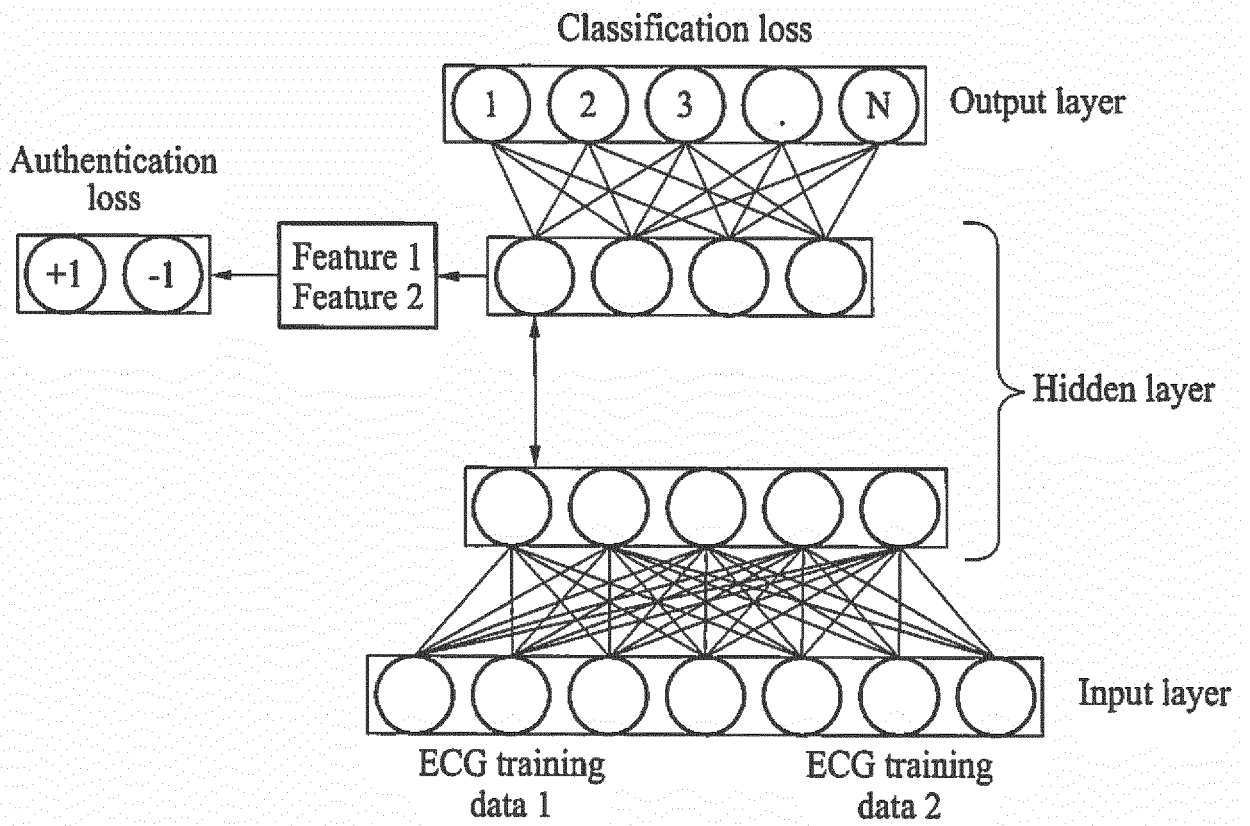 Classification loss
1 2 3 . N
Output layer
Authentication
loss
+1 -1
Feature 1
Feature 2
Hidden layer
Input layer
ECG training
data 1
ECG training
data 2